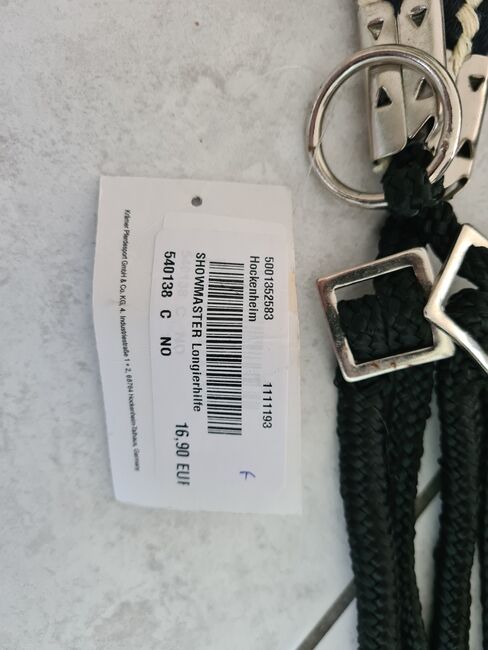 5001352583
Hockenheim 1111193
SHOWMASTER Longierhilfe
16,90 EUR
540138 C NO
Krämer Pferdesport GmbH & Co. KG, 4. Industriestraße 1 + 2, 68764 Hockenheim-Talhaus, Germany